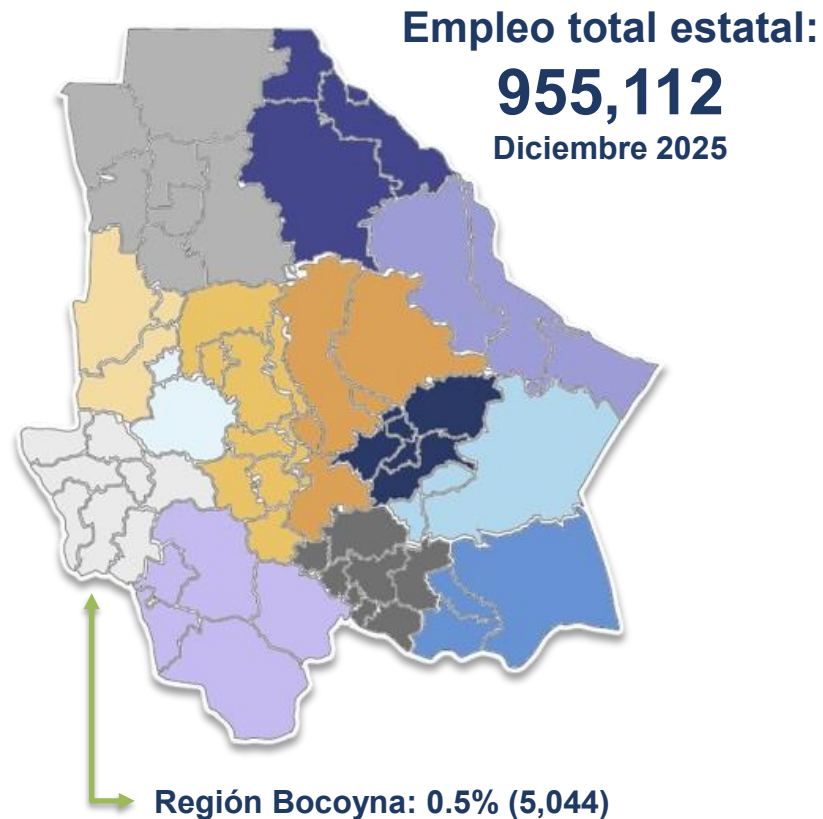 Empleo total estatal:
955,112
Diciembre 2025
Región Bocoyna: 0.5% (5,044)